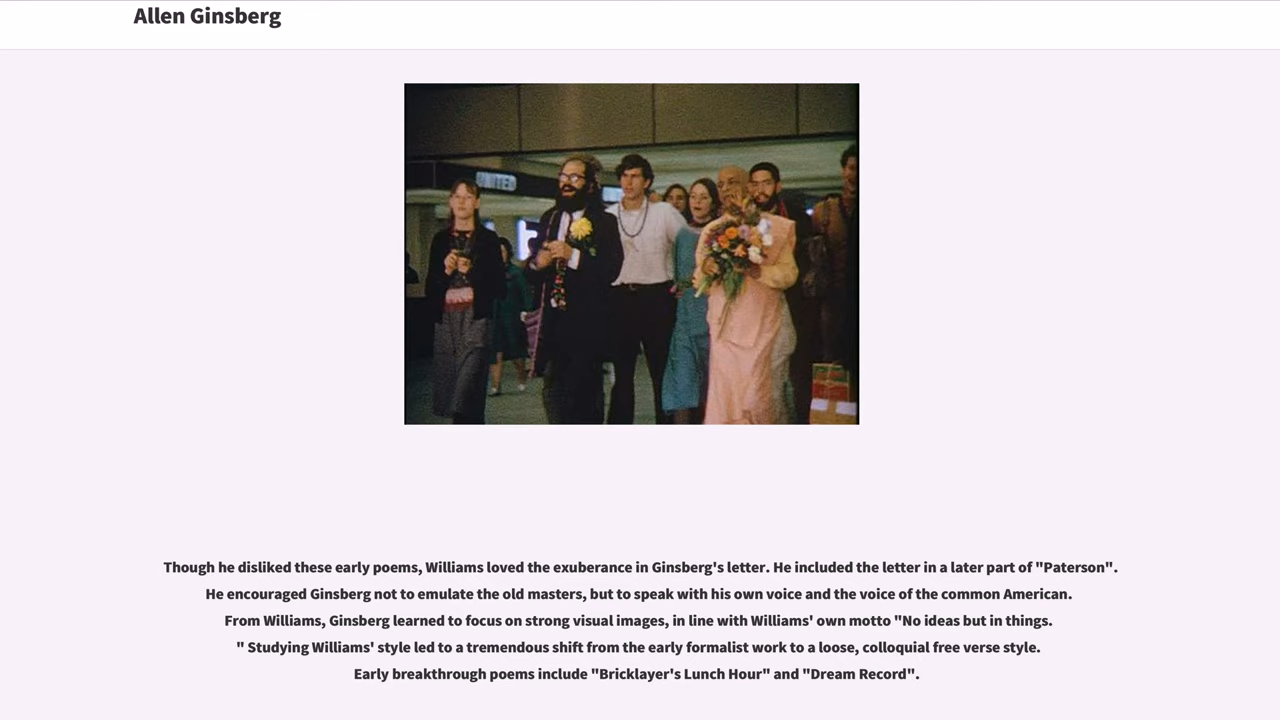 Allen Ginsberg
UNITED
Though he disliked these early poems, Williams loved the exuberance in Ginsberg's letter. He included the letter in a later part of "Paterson".
He encouraged Ginsberg not to emulate the old masters, but to speak with his own voice and the voice of the common American.
From Williams, Ginsberg learned to focus on strong visual images, in line with Williams' own motto "No ideas but in things.
" Studying Williams' style led to a tremendous shift from the early formalist work to a loose, colloquial free verse style.
Early breakthrough poems include "Bricklayer's Lunch Hour" and "Dream Record".